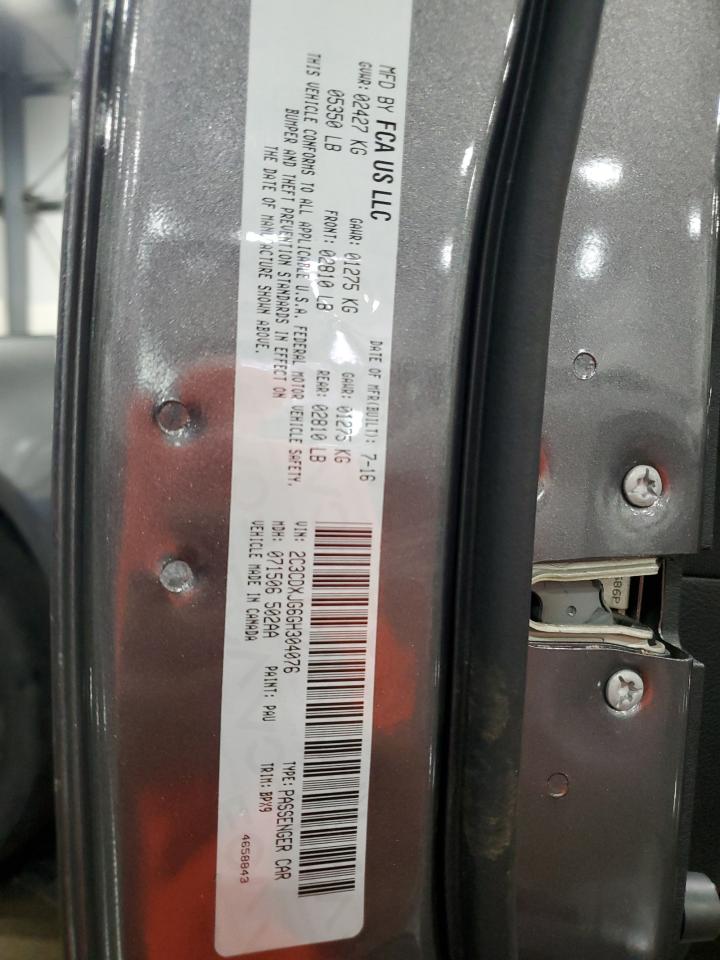 MFD BY FCA US LLC
DATE OF MFR(BUILT): 7-16
GVWR: 02427 KG GAWR: 01275 KG GAWR: 01275 KG
05350 LB FRONT: 02810 LB REAR: 02810 LB
THIS VEHICLE CONFORMS TO ALL APPLICABLE U.S.A. FEDERAL MOTOR VEHICLE SAFETY,
BUMPER AND THEFT PREVENTION STANDARDS IN EFFECT ON
THE DATE OF MANUFACTURE SHOWN ABOVE.
VIN: 2C3CDXJG6GH304076 TYPE: PASSENGER CAR
MDH: 071506 502AA PAINT: PAU TRIM: BPX9
VEHICLE MADE IN CANADA
4658843